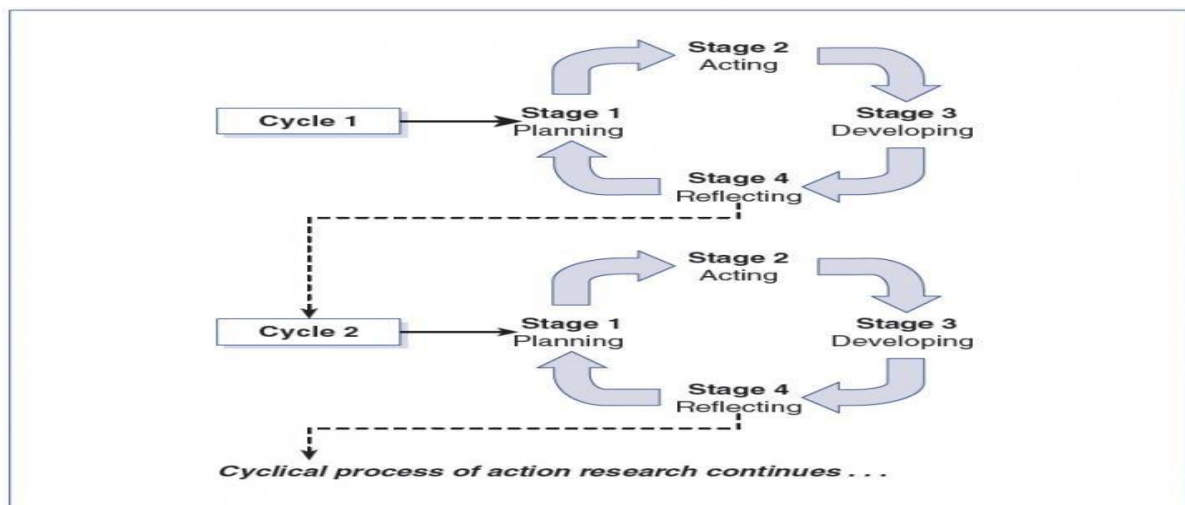 Stage 2
Acting
Cycle 1
Stage 1
Planning
Stage 3
Developing
Stage 4
Reflecting
Stage 2
Acting
Cycle 2
Stage 1
Planning
Stage 3
Developing
Stage 4
Reflecting
Cyclical process of action research continues . . .